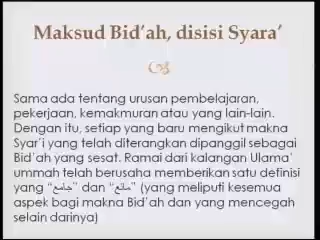 Maksud Bid’ah, disisi Syara’
Sama ada tentang urusan pembelajaran,
pekerjaan, kemakmuran atau yang lain-lain.
Dengan itu, setiap yang baru mengikut makna
Syar’i yang telah diterangkan dipanggil sebagai
Bid’ah yang sesat. Ramai dari kalangan Ulama’
ummah telah berusaha memberikan satu definisi
yang “جامع” dan “مانع” (yang meliputi kesemua
aspek bagi makna Bid’ah dan yang mencegah
selain darinya)